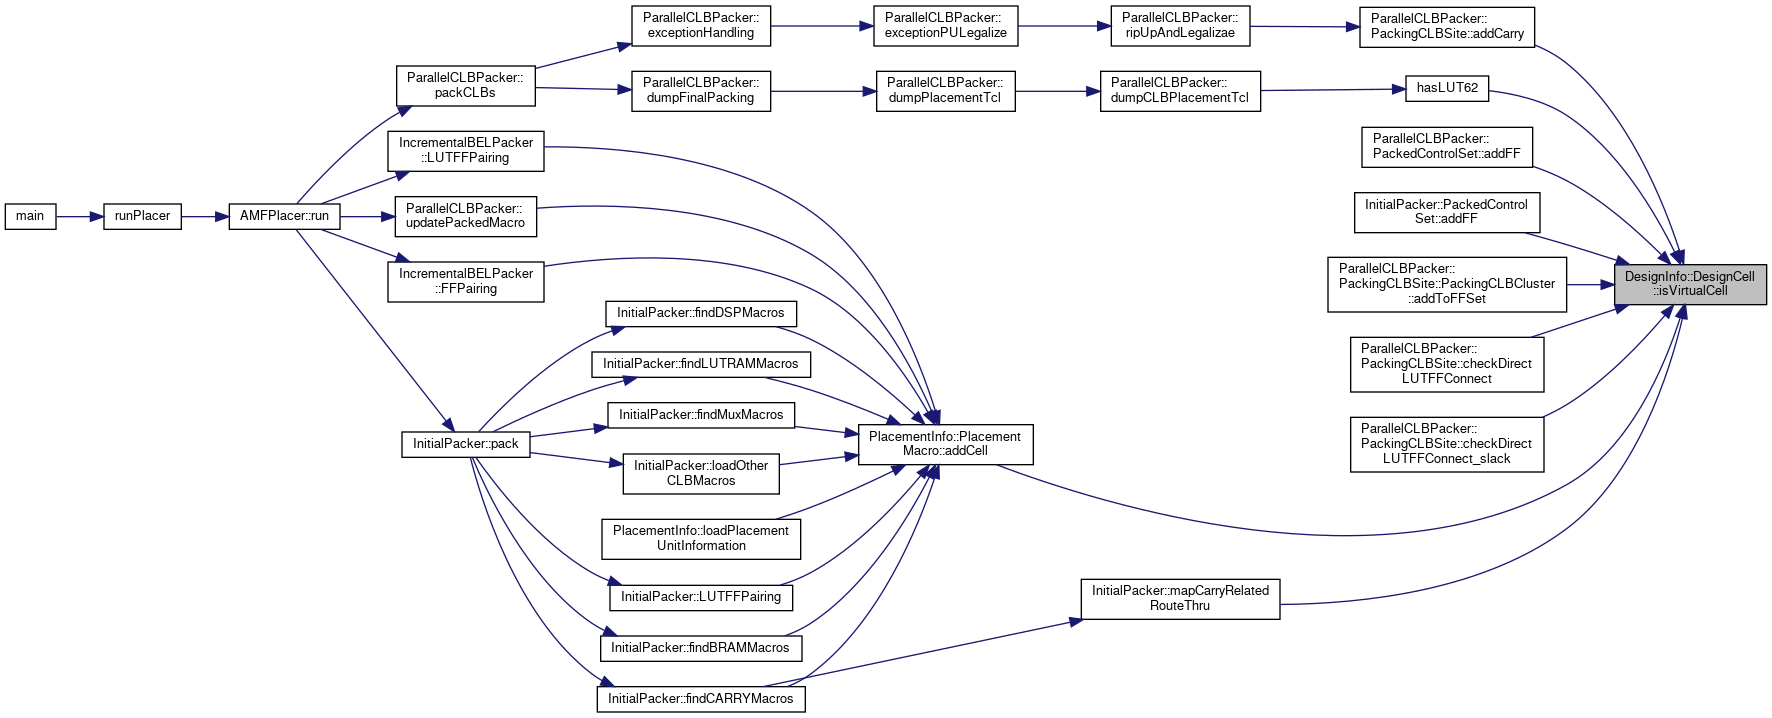 ParallelCLBPacker::
exceptionHandling
ParallelCLBPacker::
exceptionPULegalize
ParallelCLBPacker::
ripUpAndLegalizae
ParallelCLBPacker::
PackingCLBSite::addCarry
ParallelCLBPacker::
packCLBs
ParallelCLBPacker::
dumpFinalPacking
ParallelCLBPacker::
dumpPlacementTcl
ParallelCLBPacker::
dumpCLBPlacementTcl
hasLUT62
IncrementalBELPacker
::LUTFFPairing
ParallelCLBPacker::
PackedControlSet::addFF
main
runPlacer
AMFPlacer::run
ParallelCLBPacker::
updatePackedMacro
InitialPacker::PackedControl
Set::addFF
IncrementalBELPacker
::FFPairing
ParallelCLBPacker::
PackingCLBSite::PackingCLBCluster
::addToFFSet
DesignInfo::DesignCell
::isVirtualCell
InitialPacker::findDSPMacros
InitialPacker::findLUTRAMMacros
ParallelCLBPacker::
PackingCLBSite::checkDirect
LUTFFConnect
InitialPacker::findMuxMacros
InitialPacker::pack
PlacementInfo::Placement
Macro::addCell
ParallelCLBPacker::
PackingCLBSite::checkDirect
LUTFFConnect_slack
InitialPacker::loadOther
CLBMacros
PlacementInfo::loadPlacement
UnitInformation
InitialPacker::LUTFFPairing
InitialPacker::mapCarryRelated
RouteThru
InitialPacker::findBRAMMacros
InitialPacker::findCARRYMacros